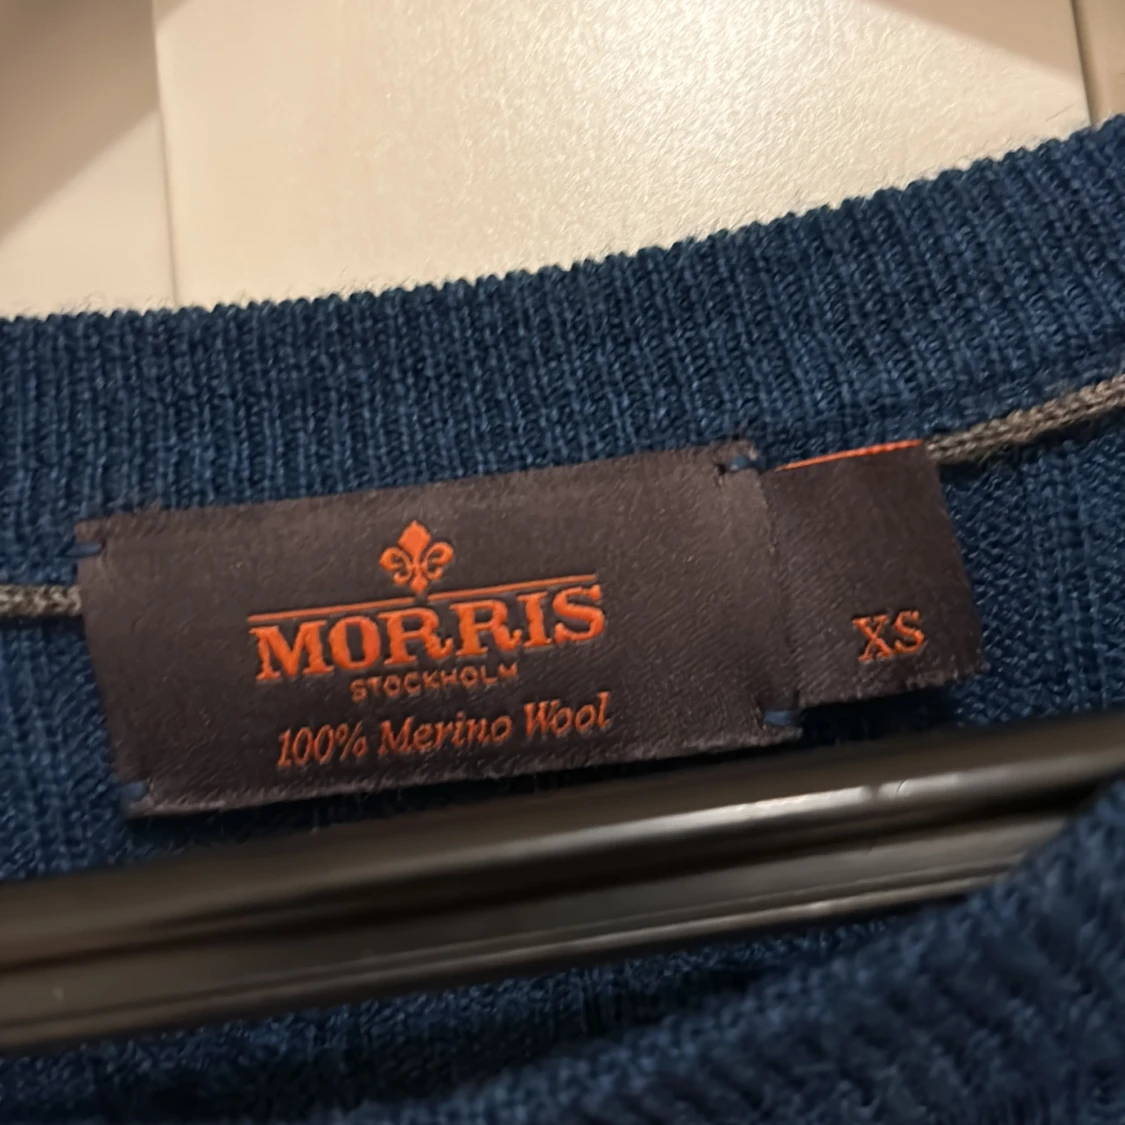 MORRIS
STOCKHOLM
100% Merino Wool
XS